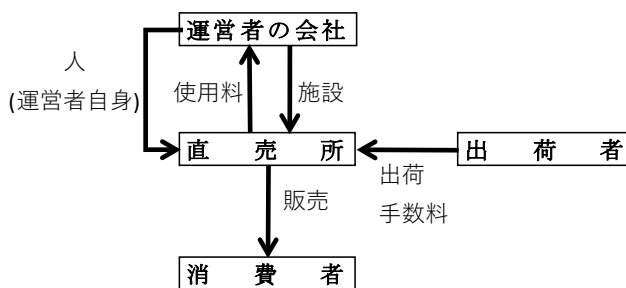 運営者の会社
人
(運営者自身)
使用料
施設
直売所
出荷者
出荷
手数料
販売
消費者